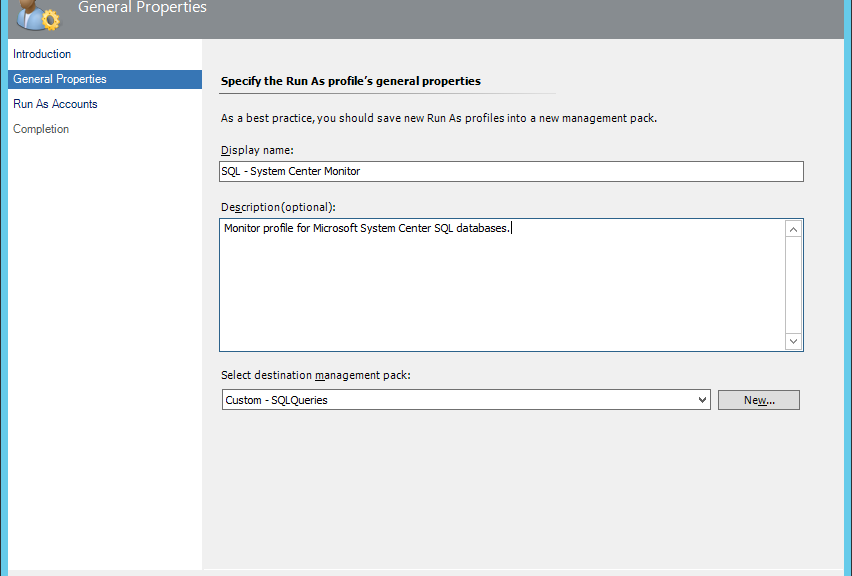 General Properties
Introduction
General Properties
Run As Accounts
Completion
Specify the Run As profile's general properties
As a best practice, you should save new Run As profiles into a new management pack.
Display name:
SQL - System Center Monitor
Description (optional):
Monitor profile for Microsoft System Center SQL databases.
Select destination management pack:
Custom - SQLQueries
New...